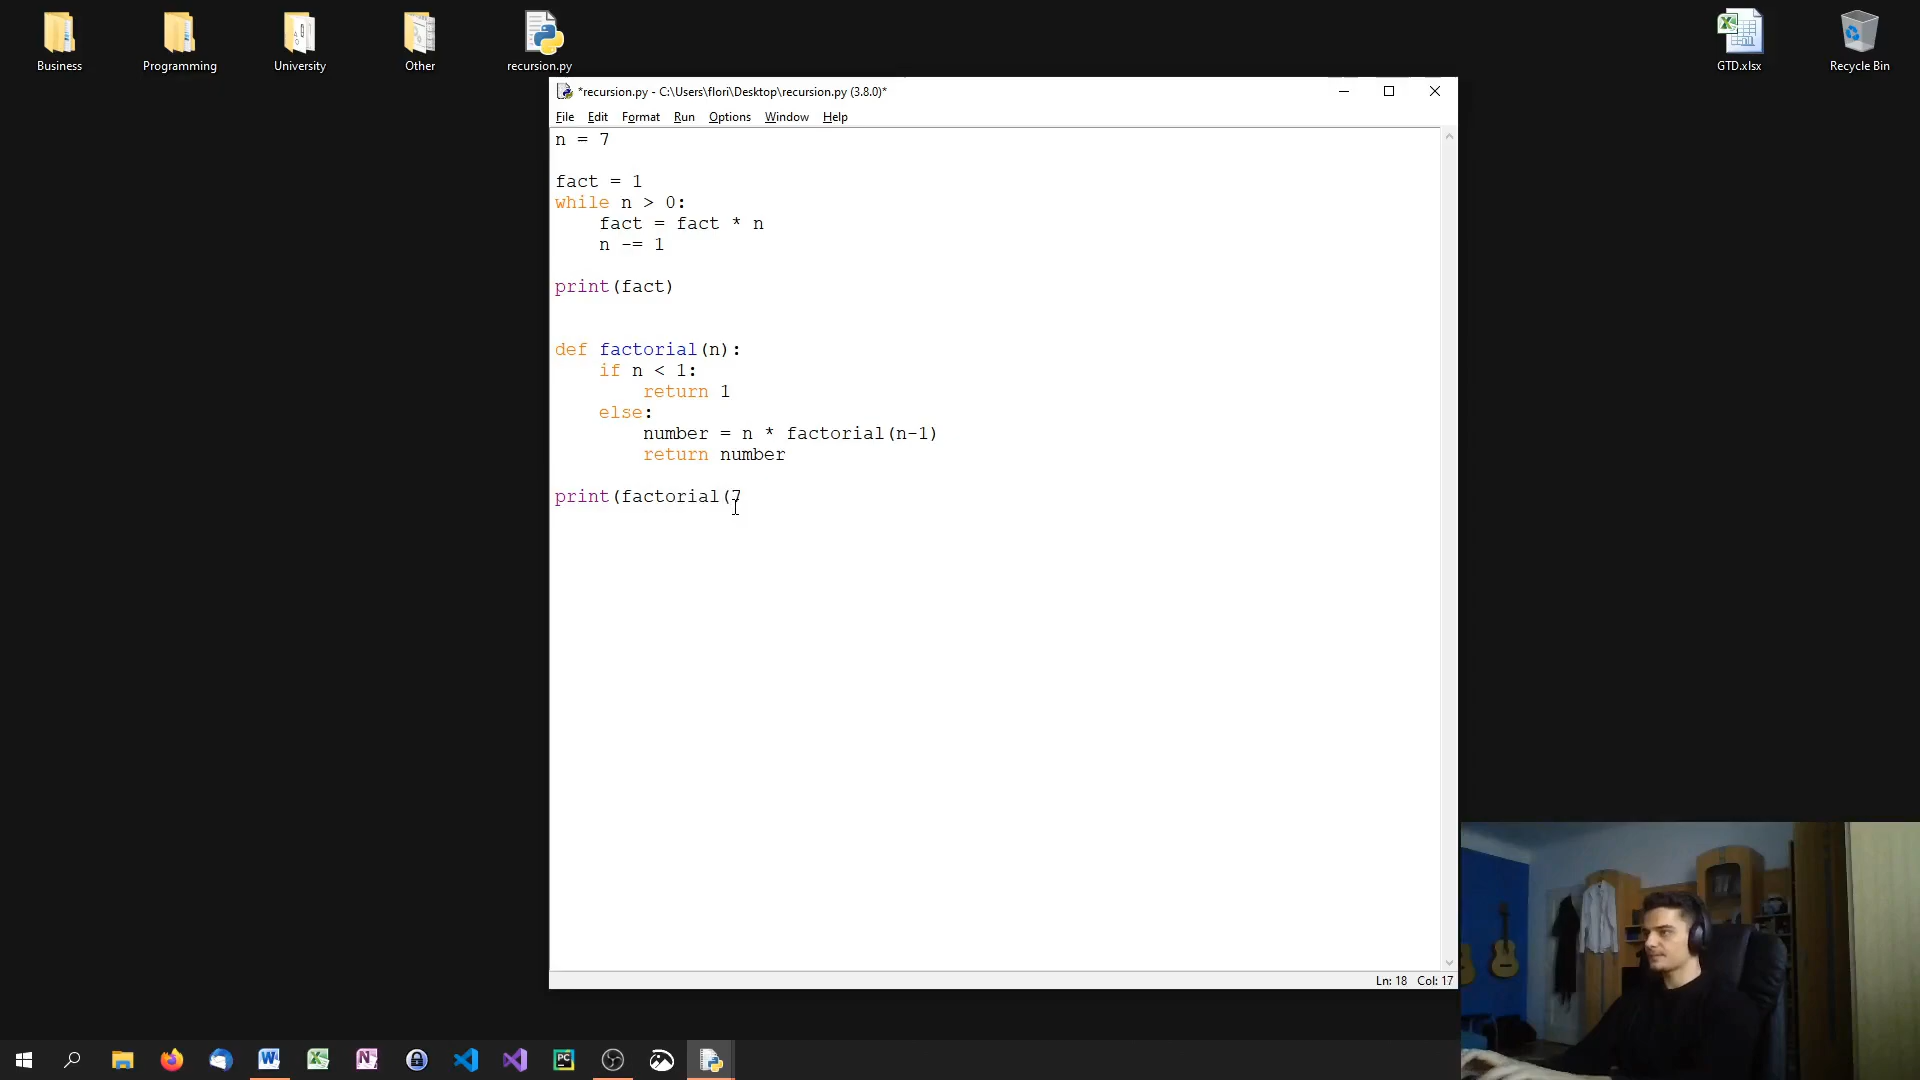 Business
Programming
University
Other
recursion.py
GTD.xlsx
Recycle Bin
*recursion.py - C:\Users\flori\Desktop\recursion.py (3.8.0)*
File Edit Format Run Options Window Help
n = 7
fact = 1
while n > 0:
    fact = fact * n
    n -= 1
print(fact)
def factorial(n):
    if n < 1:
        return 1
    else:
        number = n * factorial(n-1)
        return number
print(factorial(7
Ln: 18 Col: 17